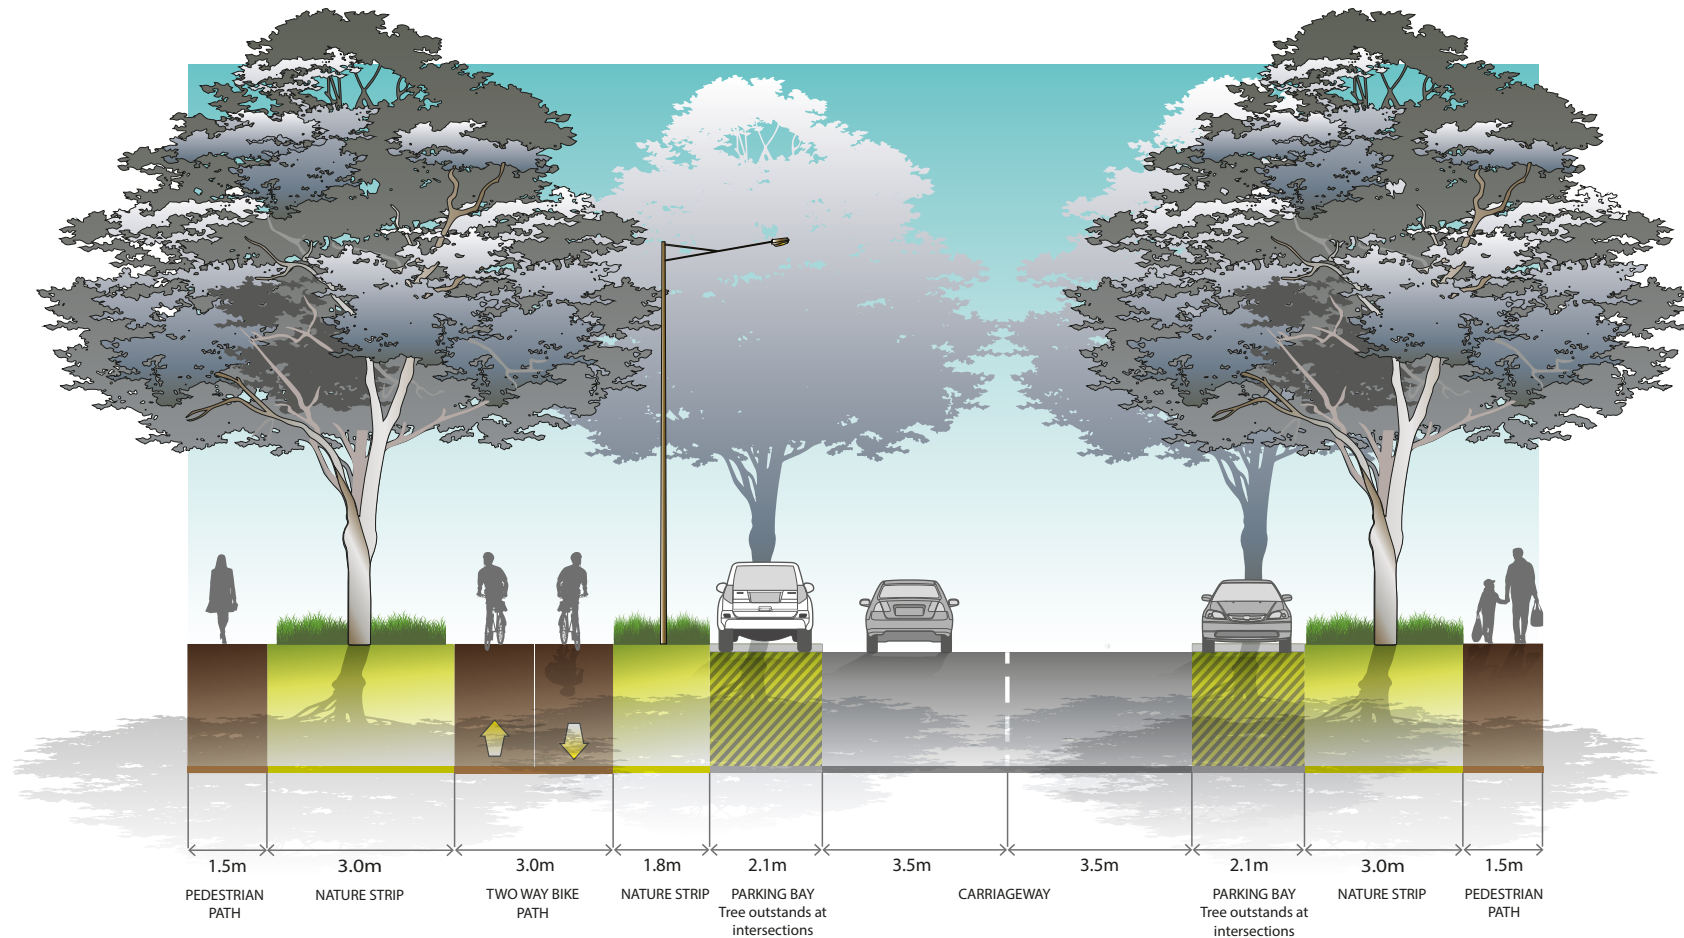 1.5m
3.0m
3.0m
1.8m
2.1m
3.5m
3.5m
2.1m
3.0m
1.5m
PEDESTRIAN
PATH
NATURE STRIP
TWO WAY BIKE
PATH
NATURE STRIP
PARKING BAY
Tree outstands at
intersections
CARRIAGEWAY
PARKING BAY
Tree outstands at
intersections
NATURE STRIP
PEDESTRIAN
PATH